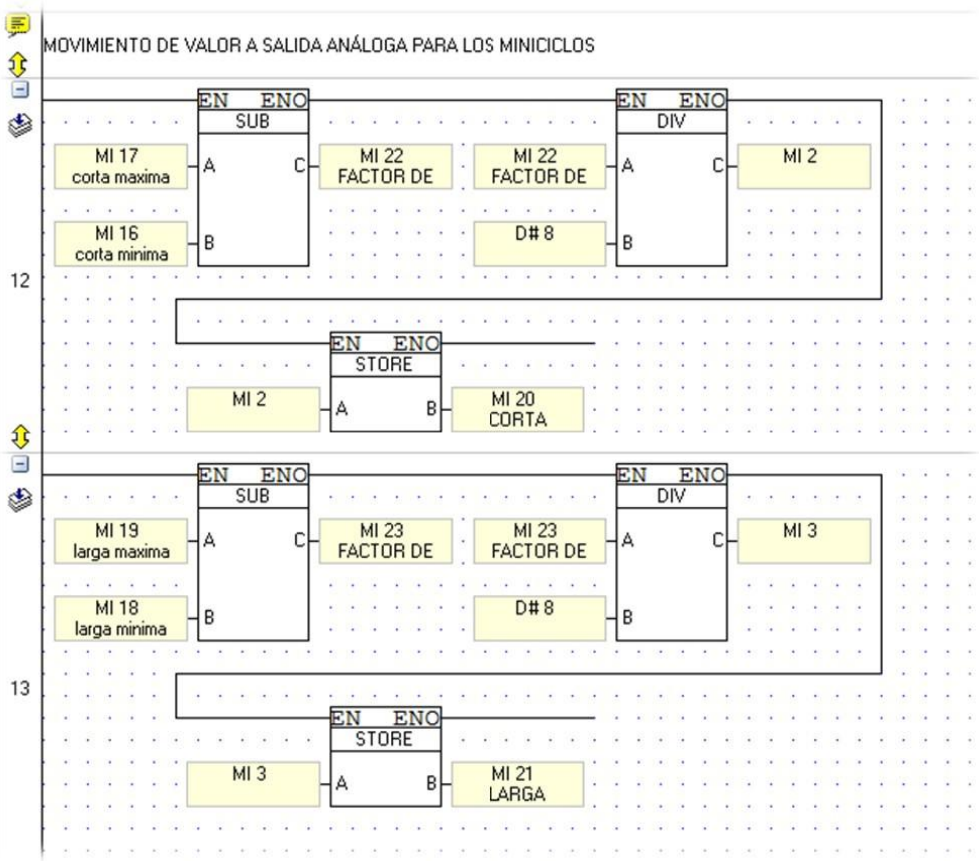 MOVIMIENTO DE VALOR A SALIDA ANÁLOGA PARA LOS MINICICLOS
EN ENO EN ENO
SUB DIV
MI 17
corta maxima
A C
MI 22
FACTOR DE
MI 22
FACTOR DE
A C
MI 2
MI 16
corta minima
B
D# 8
B
12
EN ENO
STORE
MI 2
A B
MI 20
CORTA
EN ENO EN ENO
SUB DIV
MI 19
larga maxima
A C
MI 23
FACTOR DE
MI 23
FACTOR DE
A C
MI 3
MI 18
larga minima
B
D# 8
B
13
EN ENO
STORE
MI 3
A B
MI 21
LARGA